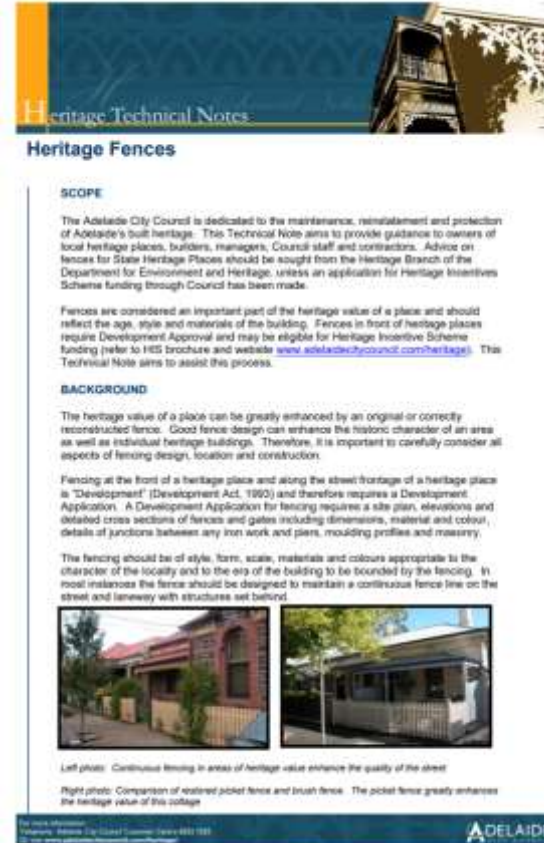 Heritage Technical Notes
Heritage Fences
SCOPE
The Adelaide City Council is dedicated to the maintenance, reinstatement and protection
of Adelaide's built heritage. This Technical Note aims to provide guidance to owners of
local heritage places, builders, managers, Council staff and contractors. Advice on
fences for State Heritage Places should be sought from the Heritage Branch of the
Department for Environment and Heritage, unless an application for Heritage Incentives
Scheme funding through Council has been made.
Fences are considered an important part of the heritage value of a place and should
reflect the age, style and materials of the building. Fences in front of heritage places
require Development Approval and may be eligible for Heritage Incentive Scheme
funding (refer to HIS brochure and website www.adelaidecitycouncil.com/heritage). This
Technical Note aims to assist this process.
BACKGROUND
The heritage value of a place can be greatly enhanced by an original or correctly
reconstructed fence. Good fence design can enhance the historic character of an area
as well as individual heritage buildings. Therefore, it is important to carefully consider all
aspects of fencing design, location and construction.
Fencing at the front of a heritage place and along the street frontage of a heritage place
is "Development" (Development Act, 1993) and therefore requires a Development
Application. A Development Application for fencing requires a site plan, elevations and
detailed cross sections of fences and gates including dimensions, material and colour,
details of junctions between any iron work and piers, moulding profiles and masonry.
The fencing should be of style, form, scale, materials and colours appropriate to the
character of the locality and to the era of the building to be bounded by the fencing. In
most instances the fence should be designed to maintain a continuous fence line on the
street and laneway with structures set behind.
Left photo: Continuous fencing in areas of heritage value enhance the quality of the street
Right photo: Comparison of restored picket fence and brush fence. The picket fence greatly enhances
the heritage value of this cottage
For more information
ADELAIDE